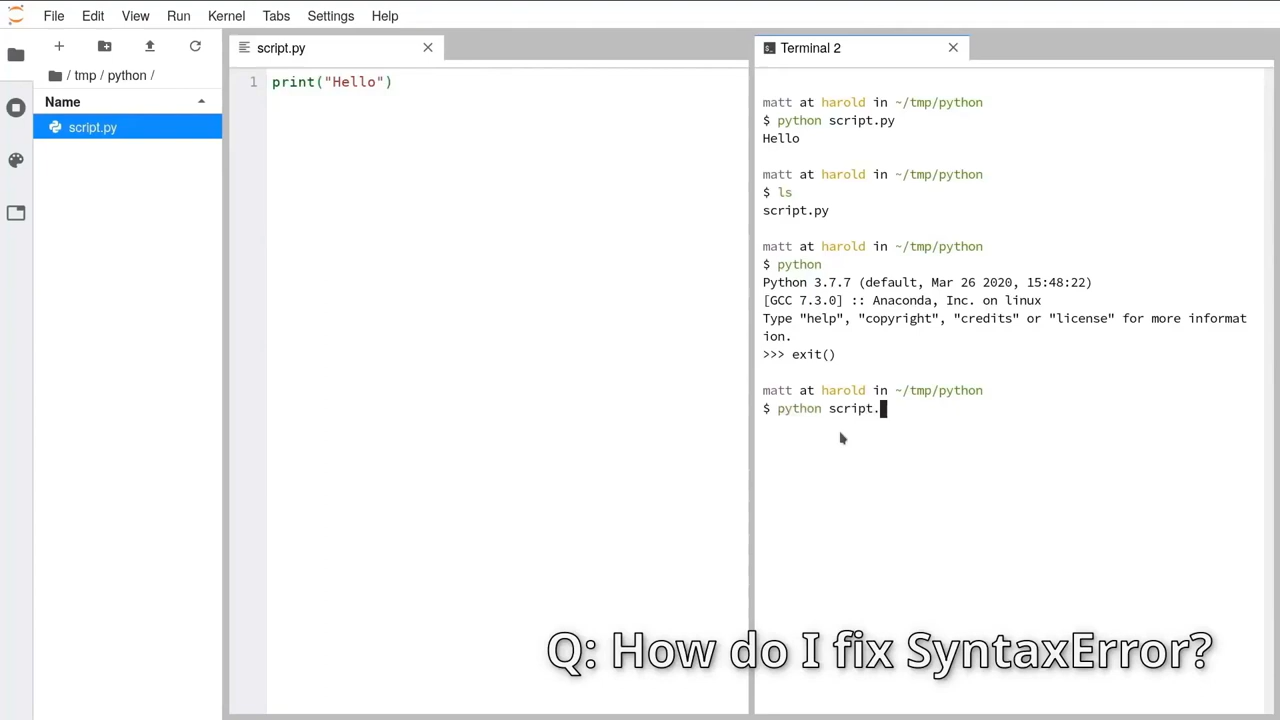 File Edit View Run Kernel Tabs Settings Help
script.py
Terminal 2
/ tmp / python /
Name
script.py
1 print("Hello")
matt at harold in ~/tmp/python
$ python script.py
Hello
matt at harold in ~/tmp/python
$ ls
script.py
matt at harold in ~/tmp/python
$ python
Python 3.7.7 (default, Mar 26 2020, 15:48:22)
[GCC 7.3.0] :: Anaconda, Inc. on linux
Type "help", "copyright", "credits" or "license" for more informat
ion.
>>> exit()
matt at harold in ~/tmp/python
$ python script.
Q: How do I fix SyntaxError?